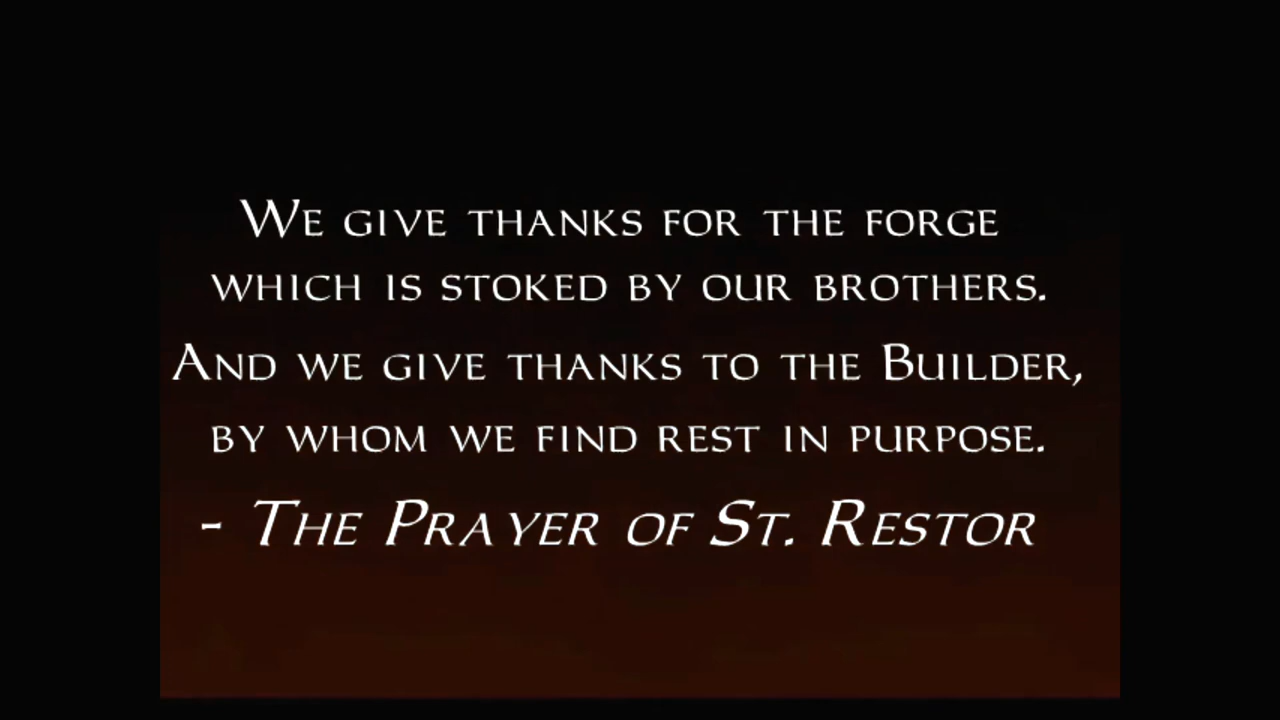 We give thanks for the forge
which is stoked by our brothers.
And we give thanks to the Builder,
by whom we find rest in purpose.
- The Prayer of St. Restor